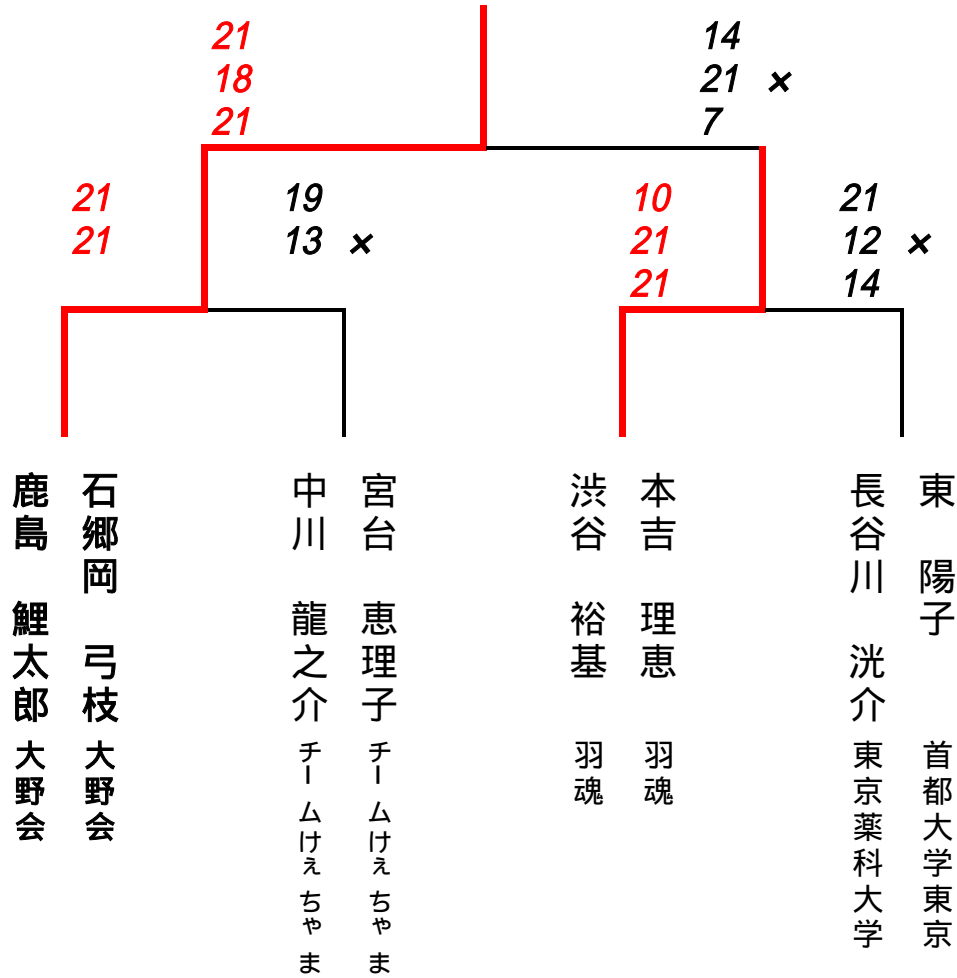 21
18
21
14
21 ×
7
21
21
19
13 ×
10
21
21
21
12 ×
14
鹿島 鯉太郎 大野会
石郷岡 弓枝 大野会
中川 龍之介 チームけぇちゃま
宮台 恵理子 チームけぇちゃま
渋谷 裕基 羽魂
本吉 理恵 羽魂
長谷川 洸介 東京薬科大学
東 陽子 首都大学東京